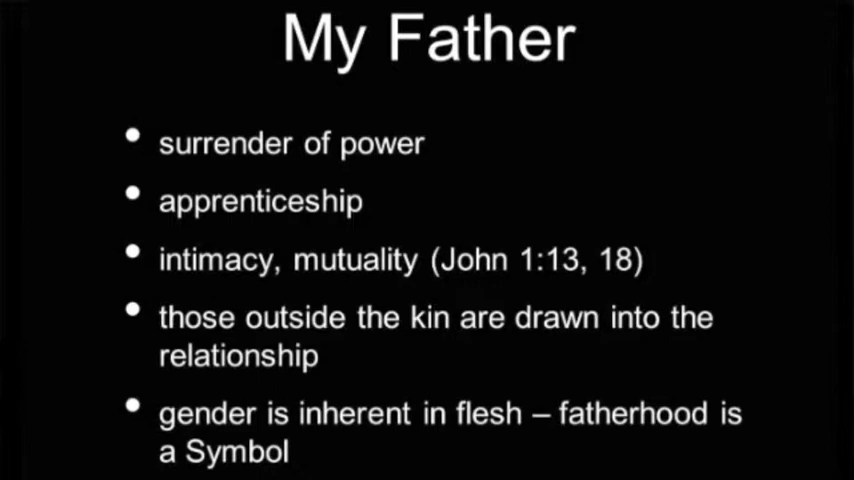 My Father
• surrender of power
• apprenticeship
• intimacy, mutuality (John 1:13, 18)
• those outside the kin are drawn into the
relationship
• gender is inherent in flesh – fatherhood is
a Symbol